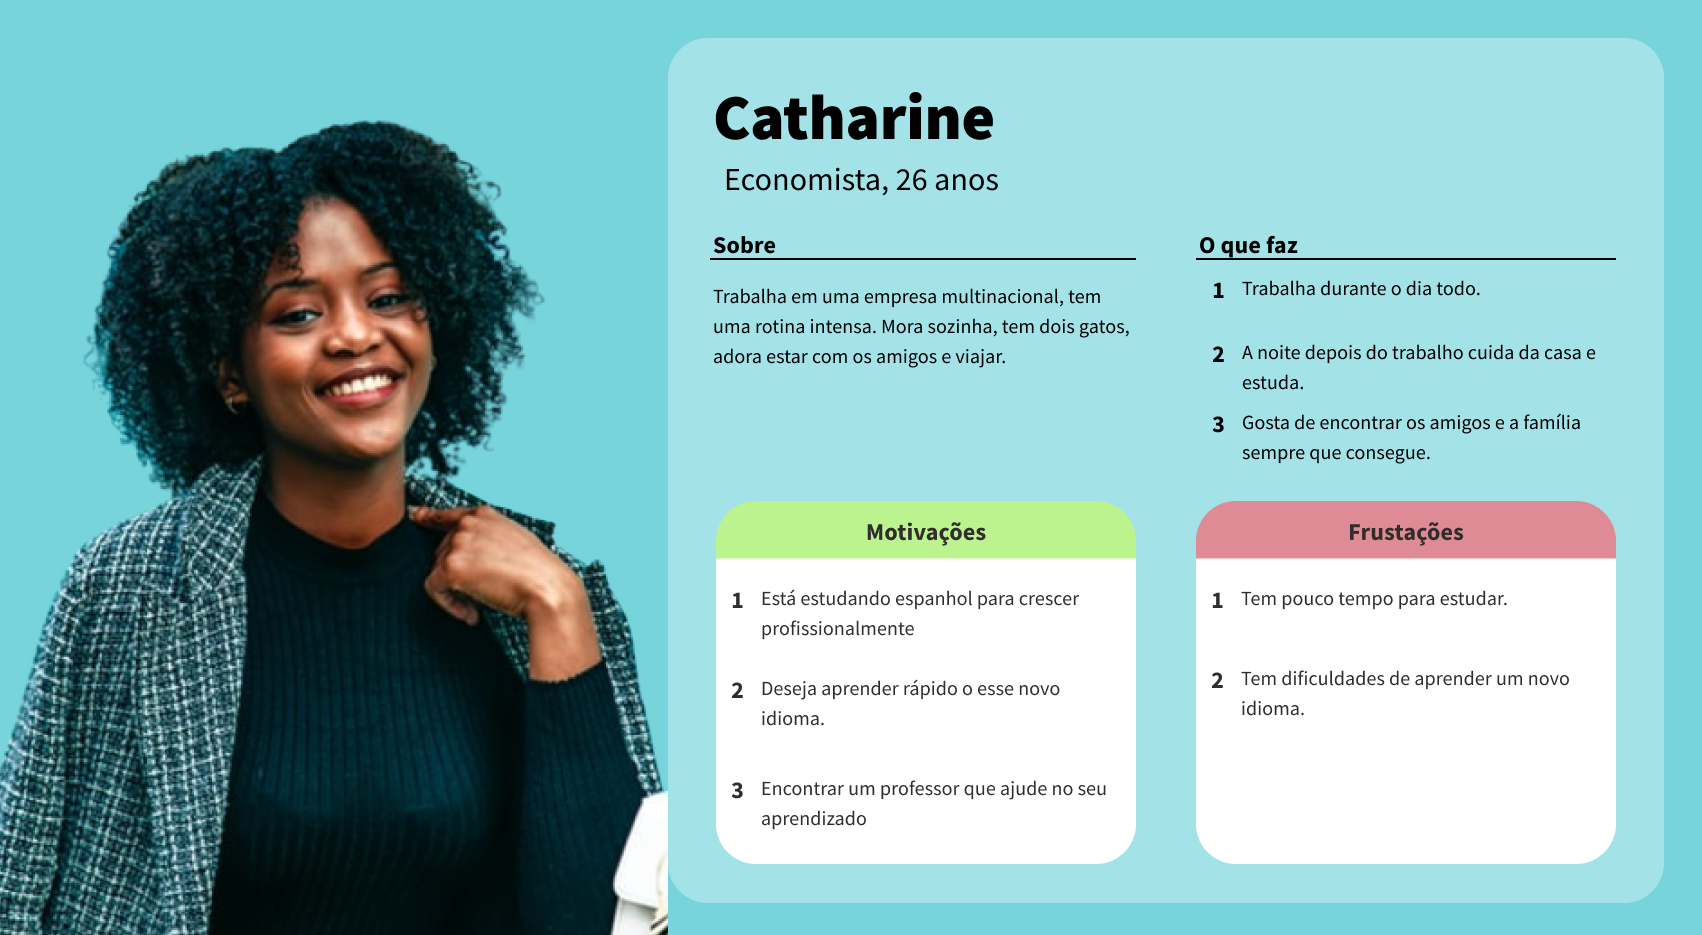 Catharine
Economista, 26 anos
Sobre
Trabalha em uma empresa multinacional, tem
uma rotina intensa. Mora sozinha, tem dois gatos,
adora estar com os amigos e viajar.
O que faz
1 Trabalha durante o dia todo.
2 A noite depois do trabalho cuida da casa e
estuda.
3 Gosta de encontrar os amigos e a família
sempre que consegue.
Motivações
1 Está estudando espanhol para crescer
profissionalmente
2 Deseja aprender rápido o esse novo
idioma.
3 Encontrar um professor que ajude no seu
aprendizado
Frustações
1 Tem pouco tempo para estudar.
2 Tem dificuldades de aprender um novo
idioma.